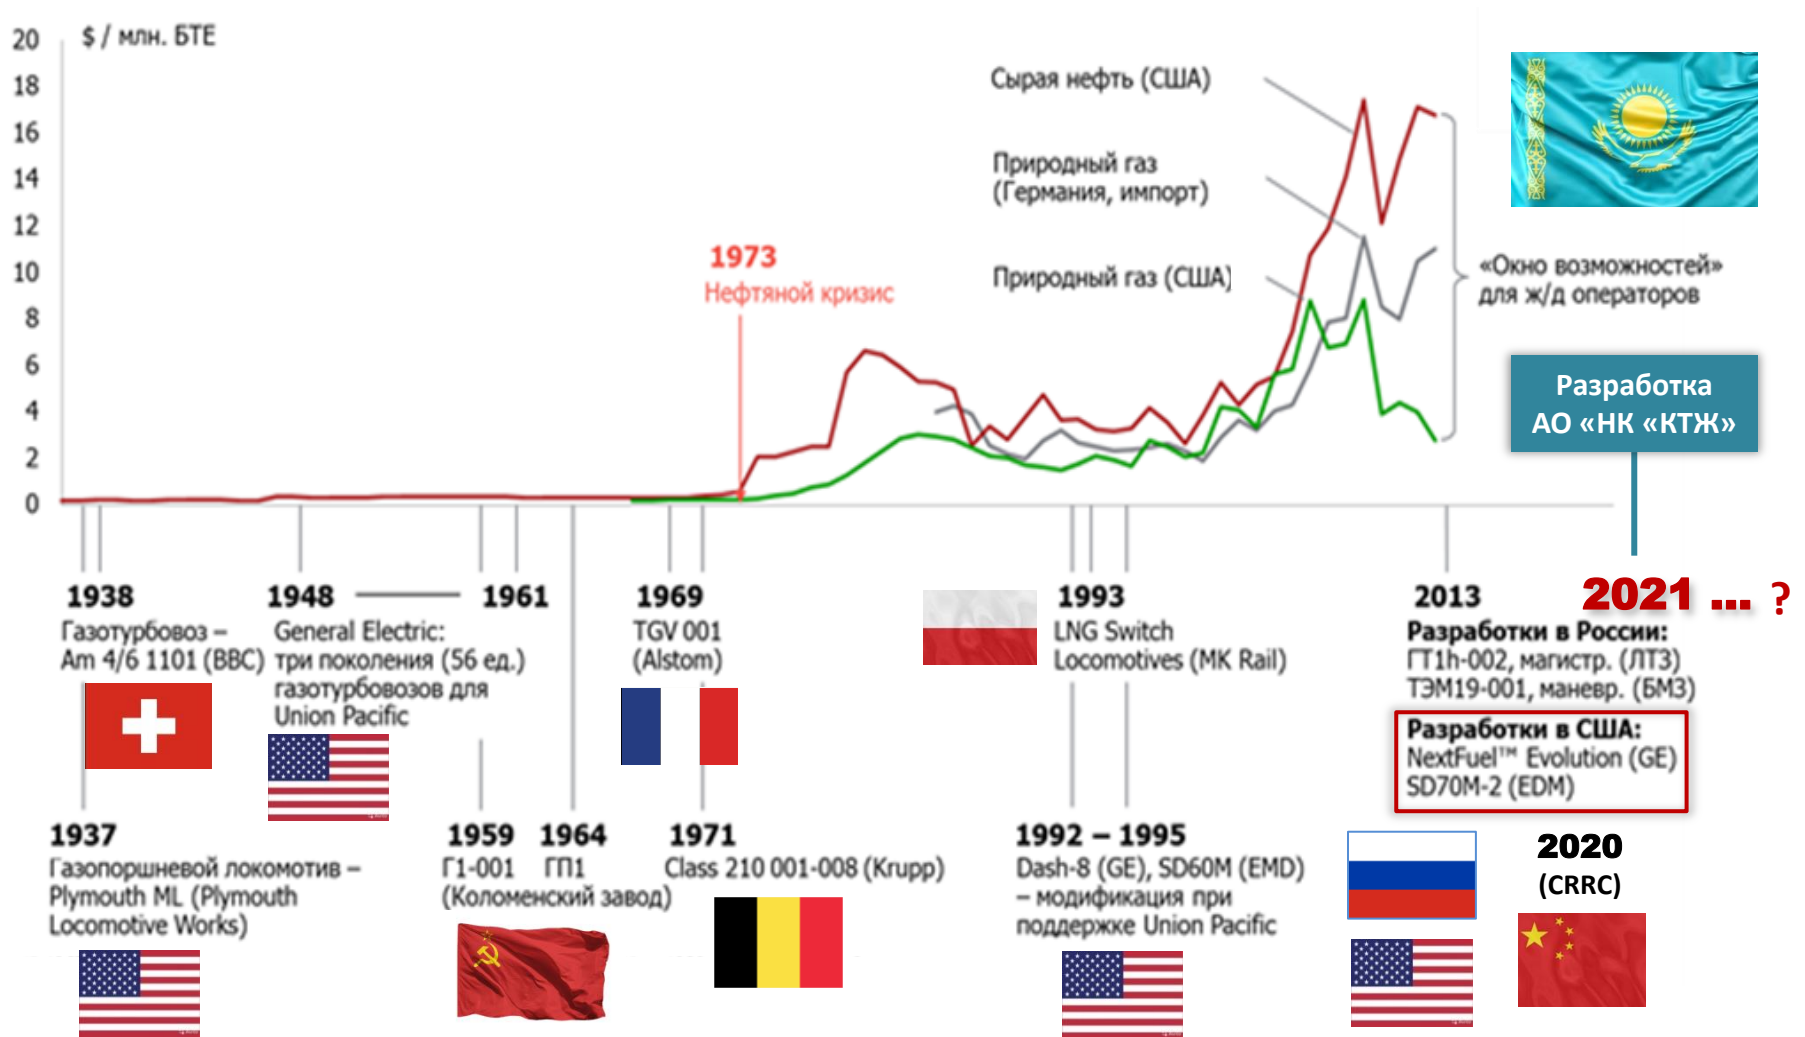 $ / млн. БТЕ
20
18
16
14
12
10
8
6
4
2
0
Сырая нефть (США)
Природный газ
(Германия, импорт)
Природный газ (США)
1973
Нефтяной кризис
«Окно возможностей»
для ж/д операторов
Разработка
АО «НК «КТЖ»
2021 ... ?
1938
Газотурбовоз –
Am 4/6 1101 (BBC)
1948
1961
General Electric:
три поколения (56 ед.)
газотурбовозов для
Union Pacific
1969
TGV 001
(Alstom)
1993
LNG Switch
Locomotives (MK Rail)
2013
Разработки в России:
ГТ1h-002, магистр. (ЛТЗ)
ТЭМ19-001, маневр. (БМЗ)
Разработки в США:
NextFuel™ Evolution (GE)
SD70M-2 (EDM)
1937
Газопоршневой локомотив –
Plymouth ML (Plymouth
Locomotive Works)
1959 1964
Г1-001 ГП1
(Коломенский завод)
1971
Class 210 001-008 (Krupp)
1992 – 1995
Dash-8 (GE), SD60M (EMD)
– модификация при
поддержке Union Pacific
2020
(CRRC)